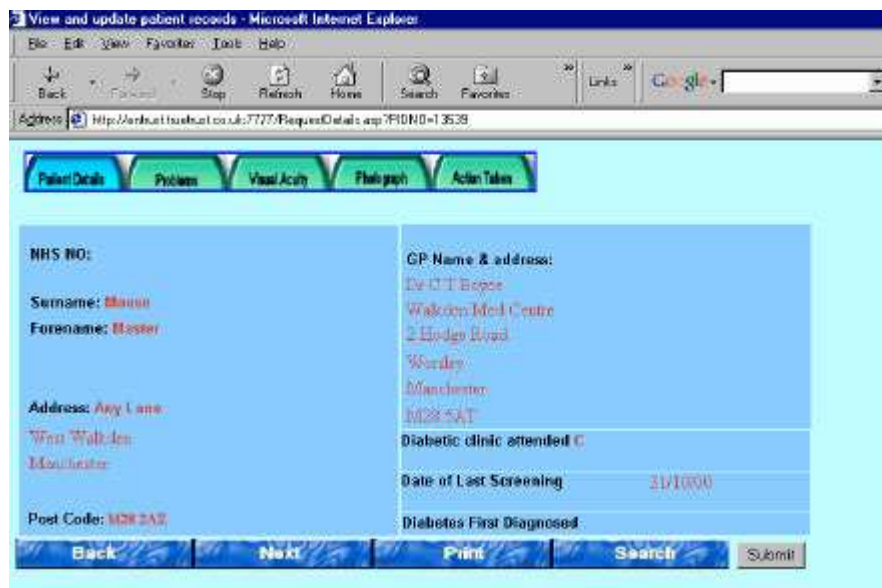 View and update patient records - Microsoft Internet Explorer
File Edit View Favorites Tools Help
Back Forward Stop Refresh Home Search Favorites Links Google
Address
Patient Details Problems Visual Acuity Photograph Action Taken
NHS NO:
Surname: Mouse
Forename: Master
Address: Any Lane
West Walkden
Manchester
Post Code: M28 3AZ
GP Name & address:
Dr C T Boyce
Walkden Med Centre
2 Hodge Road
Worsley
Manchester
M28 5AT
Diabetic clinic attended C
Date of Last Screening 31/10/00
Diabetes First Diagnosed
Back Next Print Search Submit